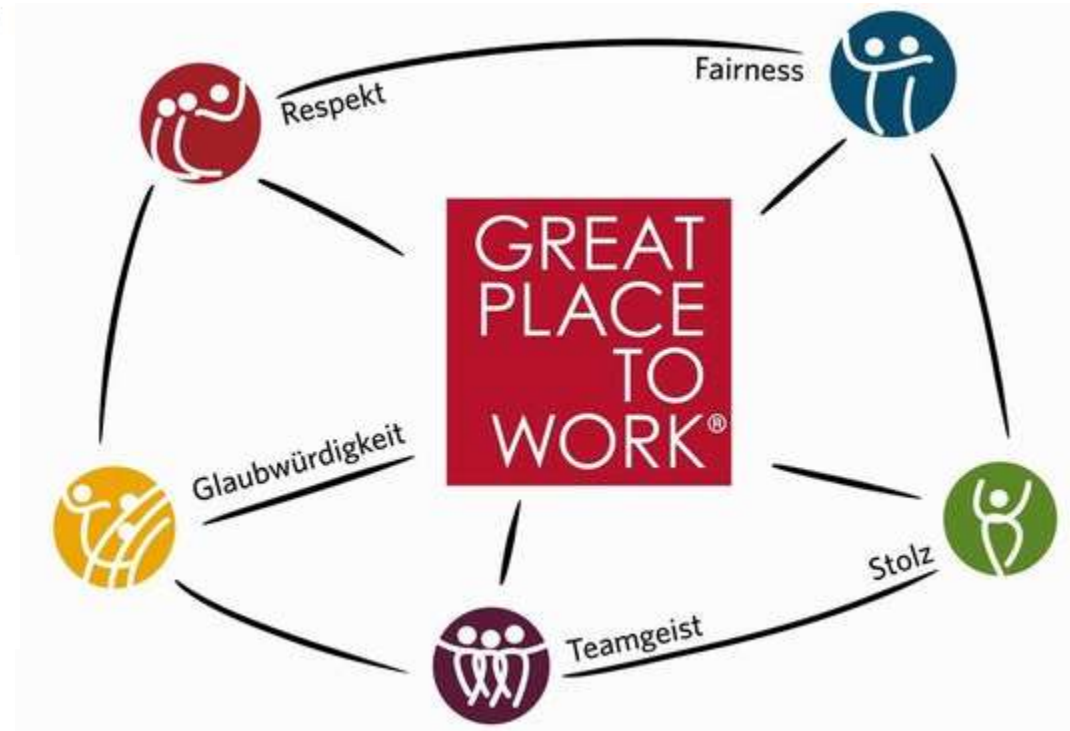 Fairness
Respekt
GREAT
PLACE
TO
WORK®
Glaubwürdigkeit
Stolz
Teamgeist